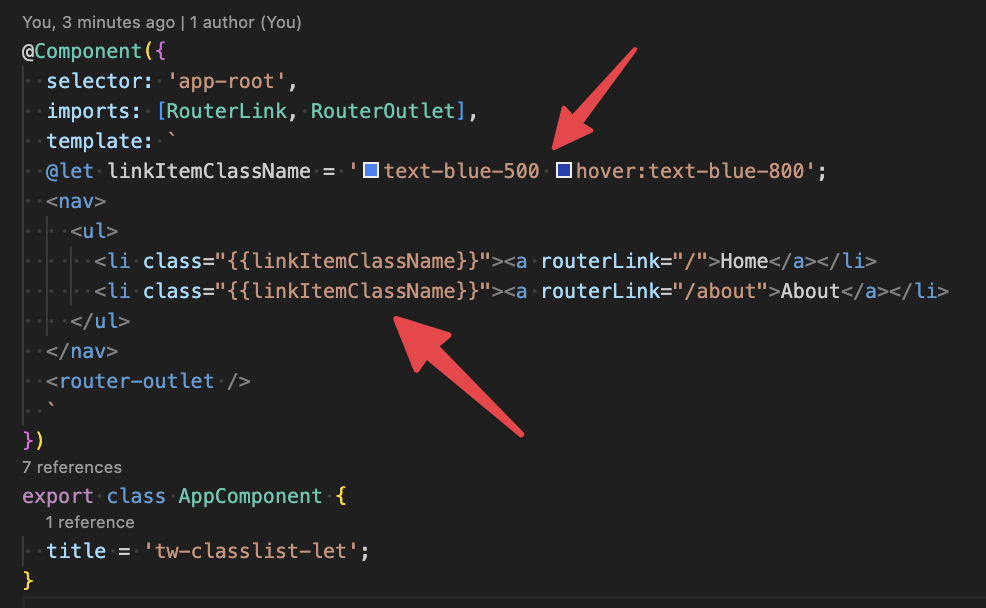 You, 3 minutes ago | 1 author (You)
@Component({
  selector: 'app-root',
  imports: [RouterLink, RouterOutlet],
  template: `
  @let linkItemClassName = 'text-blue-500 hover:text-blue-800';
  <nav>
    <ul>
      <li class="{{linkItemClassName}}"><a routerLink="/">Home</a></li>
      <li class="{{linkItemClassName}}"><a routerLink="/about">About</a></li>
    </ul>
  </nav>
  <router-outlet />
  `
})
7 references
export class AppComponent {
  1 reference
  title = 'tw-classlist-let';
}